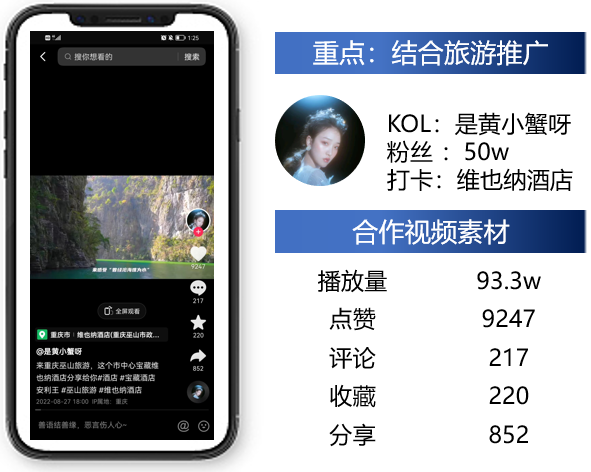 1:25
搜你想看的 搜索
9247
217
全屏观看
220
重庆市｜维也纳酒店(重庆巫山市政...
852
@是黄小蟹呀
来重庆巫山旅游，这个市中心宝藏维
也纳酒店分享给你#酒店 #宝藏酒店
安利王 #巫山旅游 #维也纳酒店
2022-08-27 18:00 IP属地：重庆
善语结善缘，恶言伤人心~
重点：结合旅游推广
KOL：是黄小蟹呀
粉丝 ：50w
打卡：维也纳酒店
合作视频素材
播放量 93.3w
点赞 9247
评论 217
收藏 220
分享 852